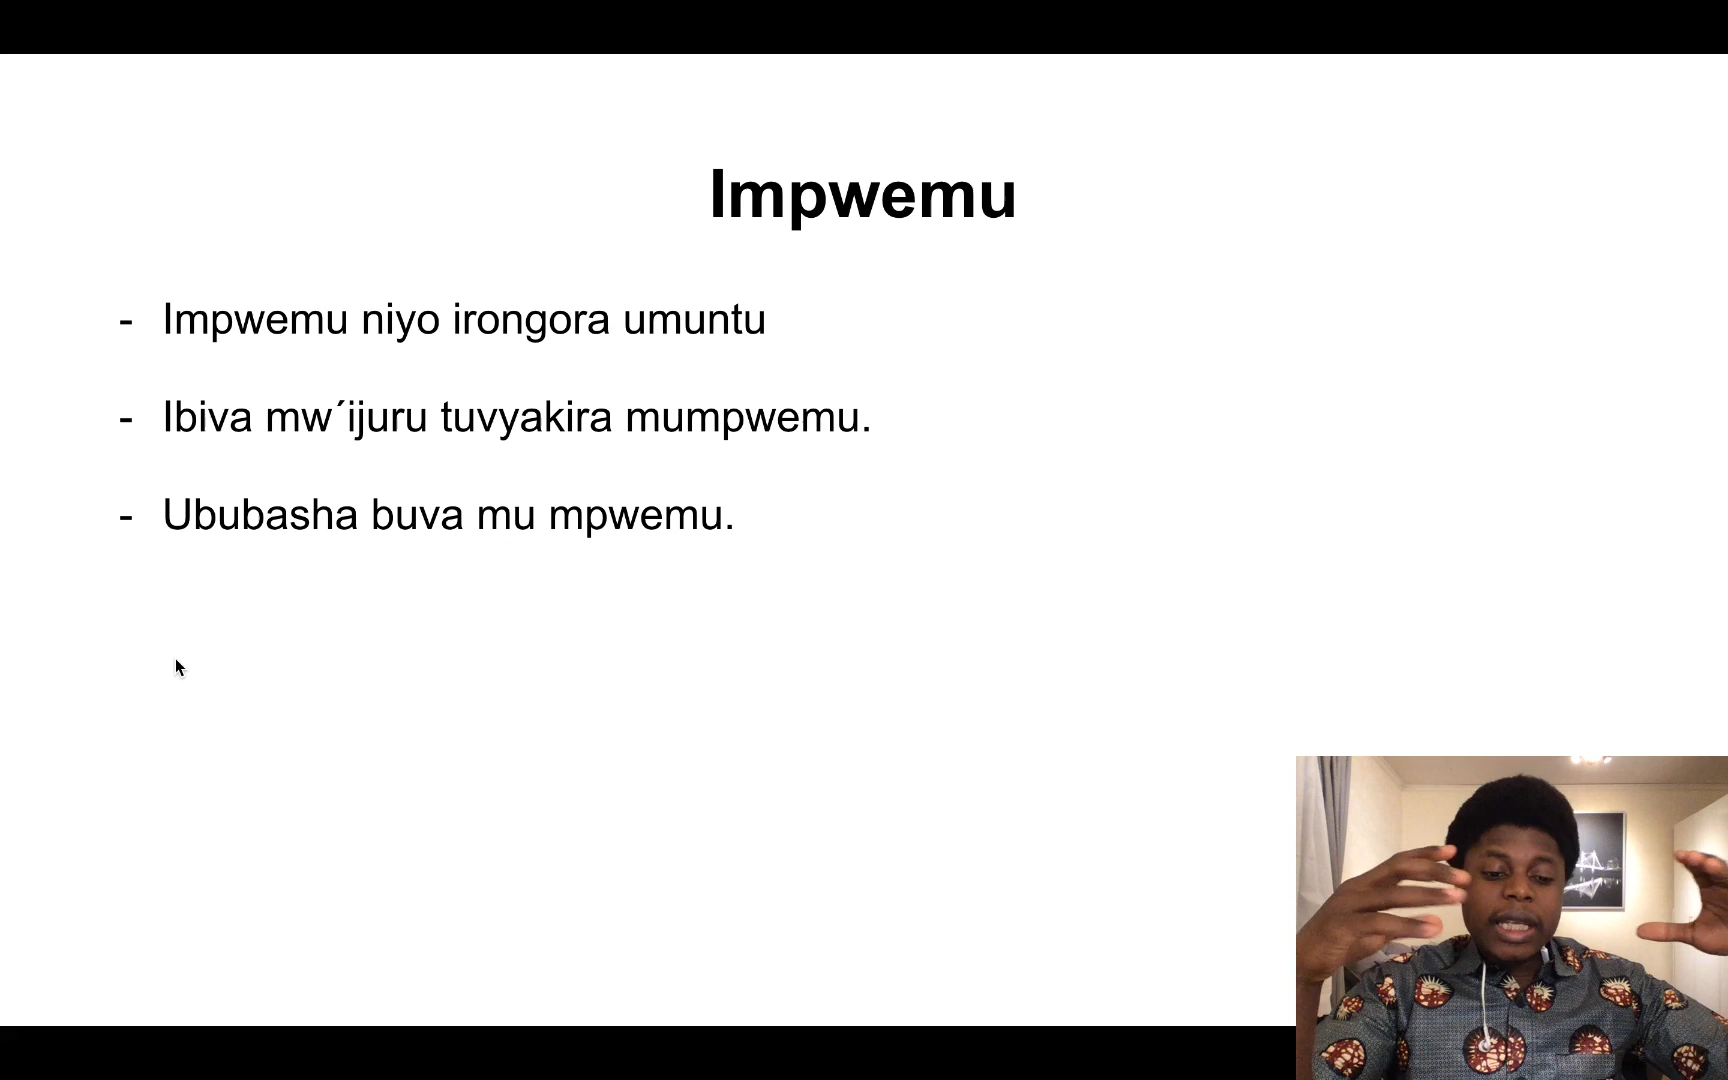 Impwemu
- Impwemu niyo irongora umuntu
- Ibiva mw´ijuru tuvyakira mumpwemu.
- Ububasha buva mu mpwemu.